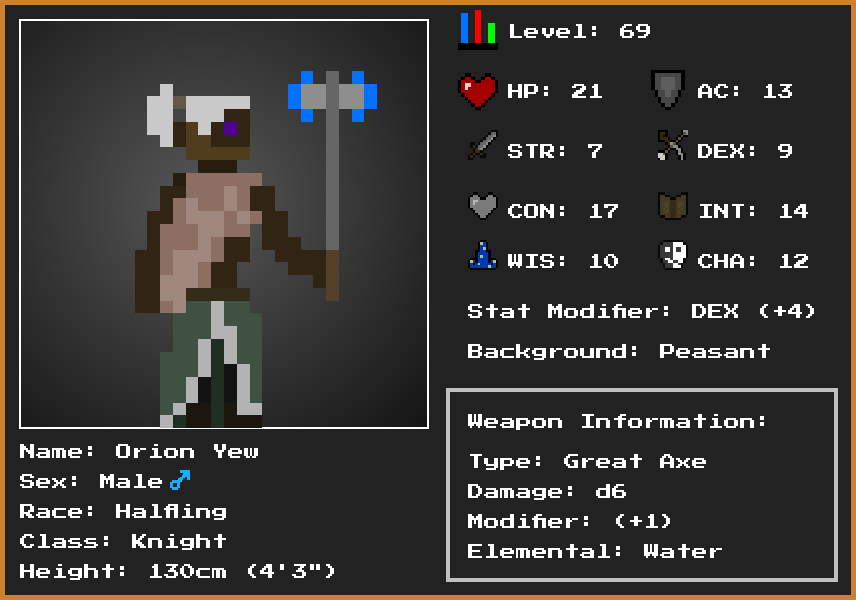 Level: 69
HP: 21
AC: 13
STR: 7
DEX: 9
CON: 17
INT: 14
WIS: 10
CHA: 12
Stat Modifier: DEX (+4)
Background: Peasant
Weapon Information:
Type: Great Axe
Damage: d6
Modifier: (+1)
Elemental: Water
Name: Orion Yew
Sex: Male ♂
Race: Halfling
Class: Knight
Height: 130cm (4'3")